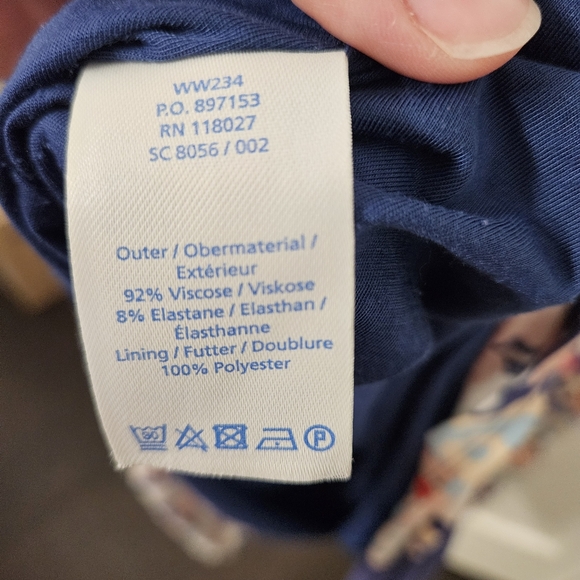 WW234
P.O. 897153
RN 118027
SC 8056 / 002
Outer / Obermaterial /
Extérieur
92% Viscose / Viskose
8% Elastane / Elasthan /
Élasthanne
Lining / Futter / Doublure
100% Polyester
30
P